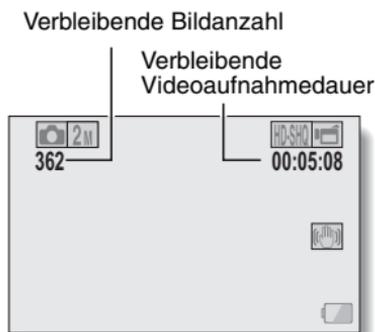 Verbleibende Bildanzahl
Verbleibende
Videoaufnahmedauer
2M HD-SHQ
362 00:05:08